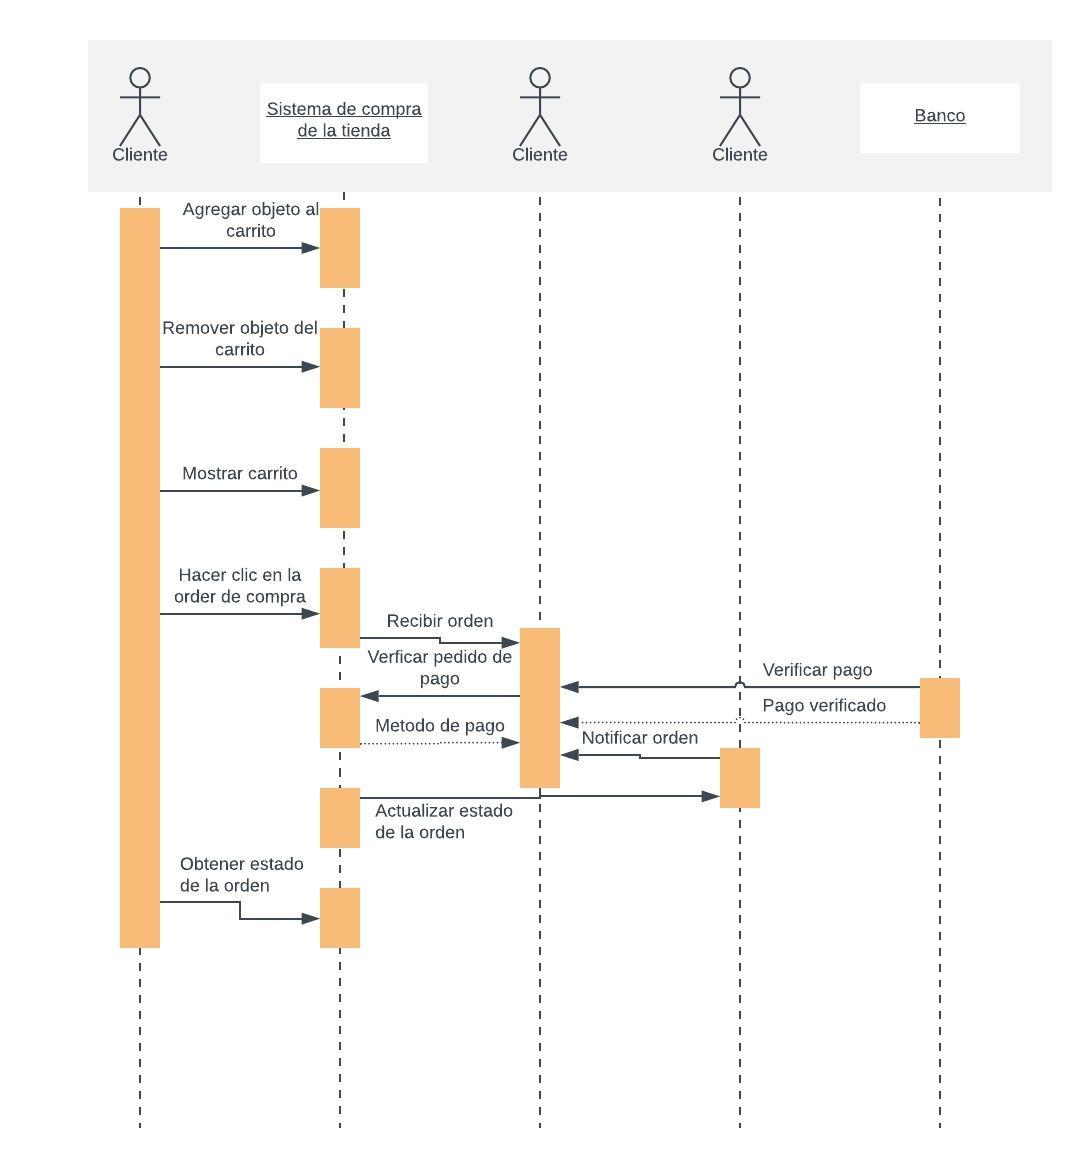 Cliente
Sistema de compra
de la tienda
Cliente
Cliente
Banco
Agregar objeto al
carrito
Remover objeto del
carrito
Mostrar carrito
Hacer clic en la
order de compra
Recibir orden
Verficar pedido de
pago
Verificar pago
Pago verificado
Metodo de pago
Notificar orden
Actualizar estado
de la orden
Obtener estado
de la orden